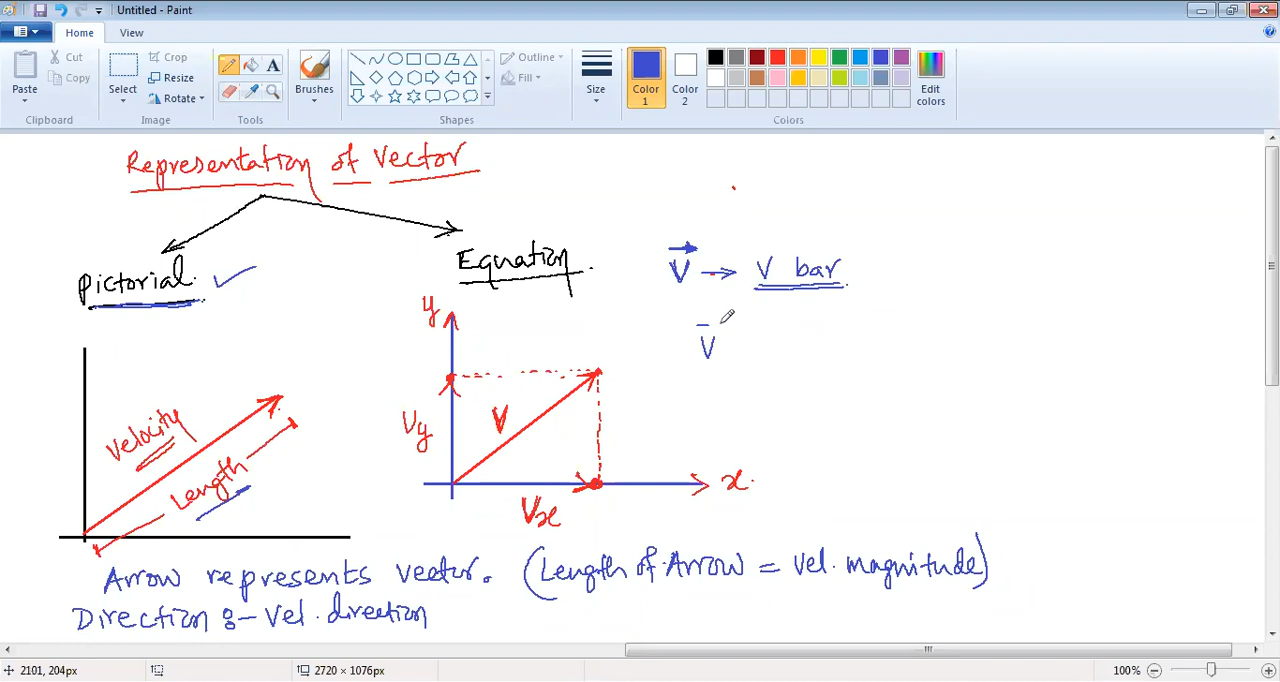 Untitled - Paint
Home View
Paste
Cut
Copy
Clipboard
Select
Crop
Resize
Rotate
Image
A
Tools
Brushes
Shapes
Outline
Fill
Size
Color 1
Color 2
Edit colors
Colors
Representation of Vector
Pictorial.
Equation.
V → V bar.
V̄
y
Vy
V
x.
Vx
Velocity
Length
Arrow represents vector. (Length of Arrow = Vel. magnitude)
Direction :- Vel. direction
2101, 204px
2720 × 1076px
100%